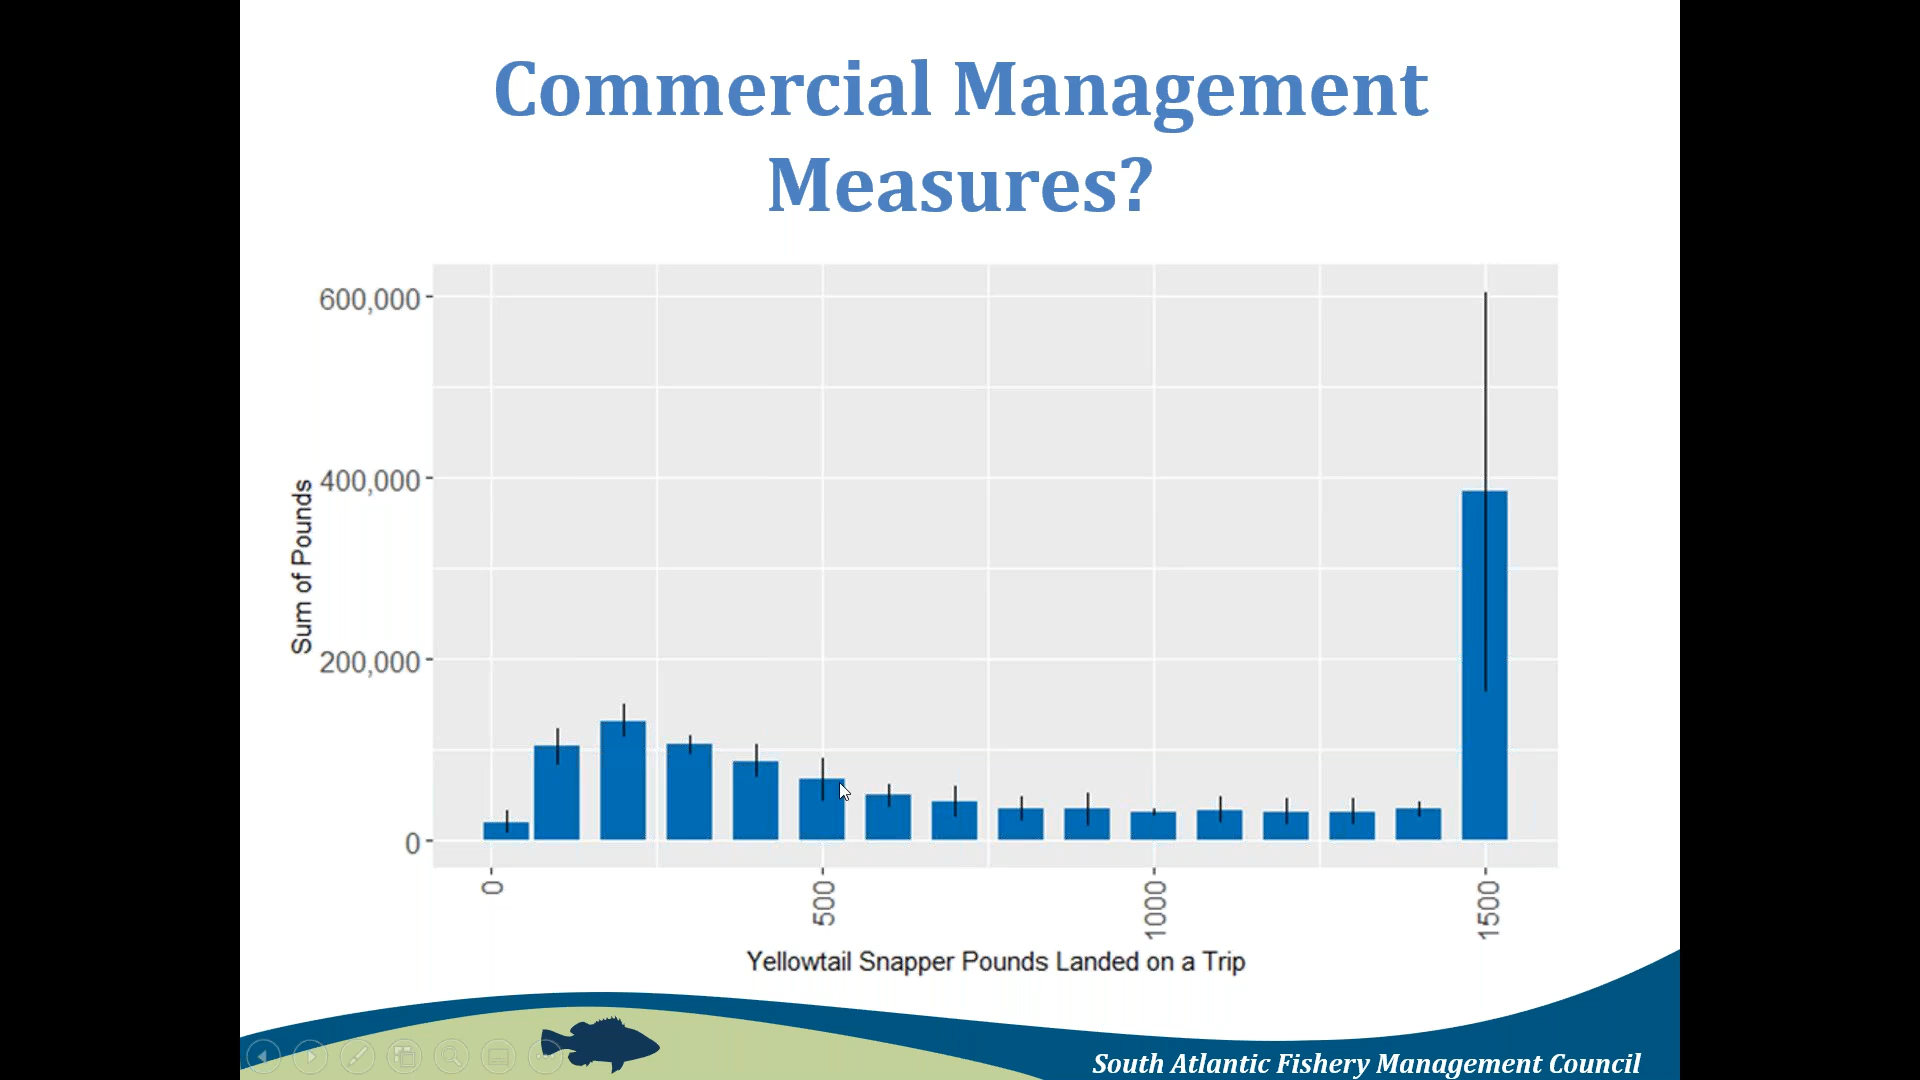 Commercial Management
Measures?
600,000
400,000
200,000
0
Sum of Pounds
0
500
1000
1500
Yellowtail Snapper Pounds Landed on a Trip
South Atlantic Fishery Management Council